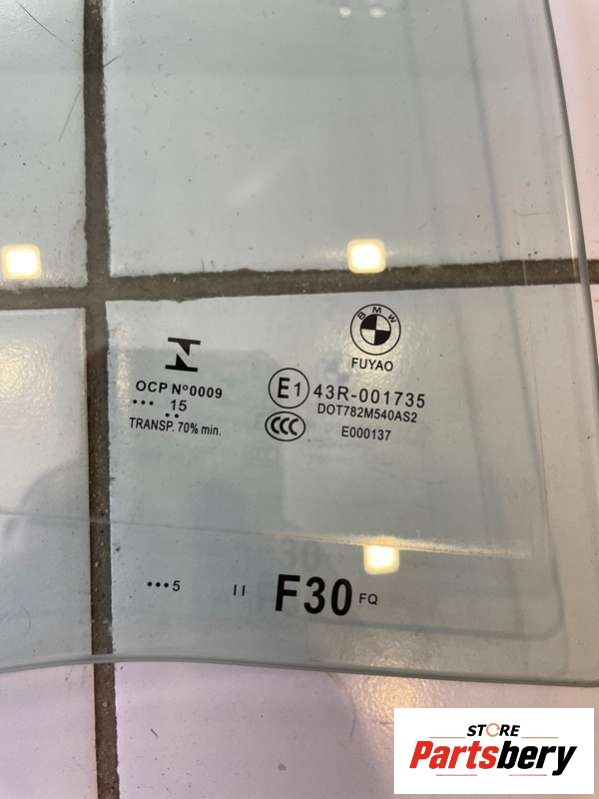 BMW
FUYAO
OCP Nº0009
••• 15
••
TRANSP. 70% min.
E1 43R-001735
DOT782M540AS2
CCC
E000137
•••5 II F30 FQ
STORE
Partsbery